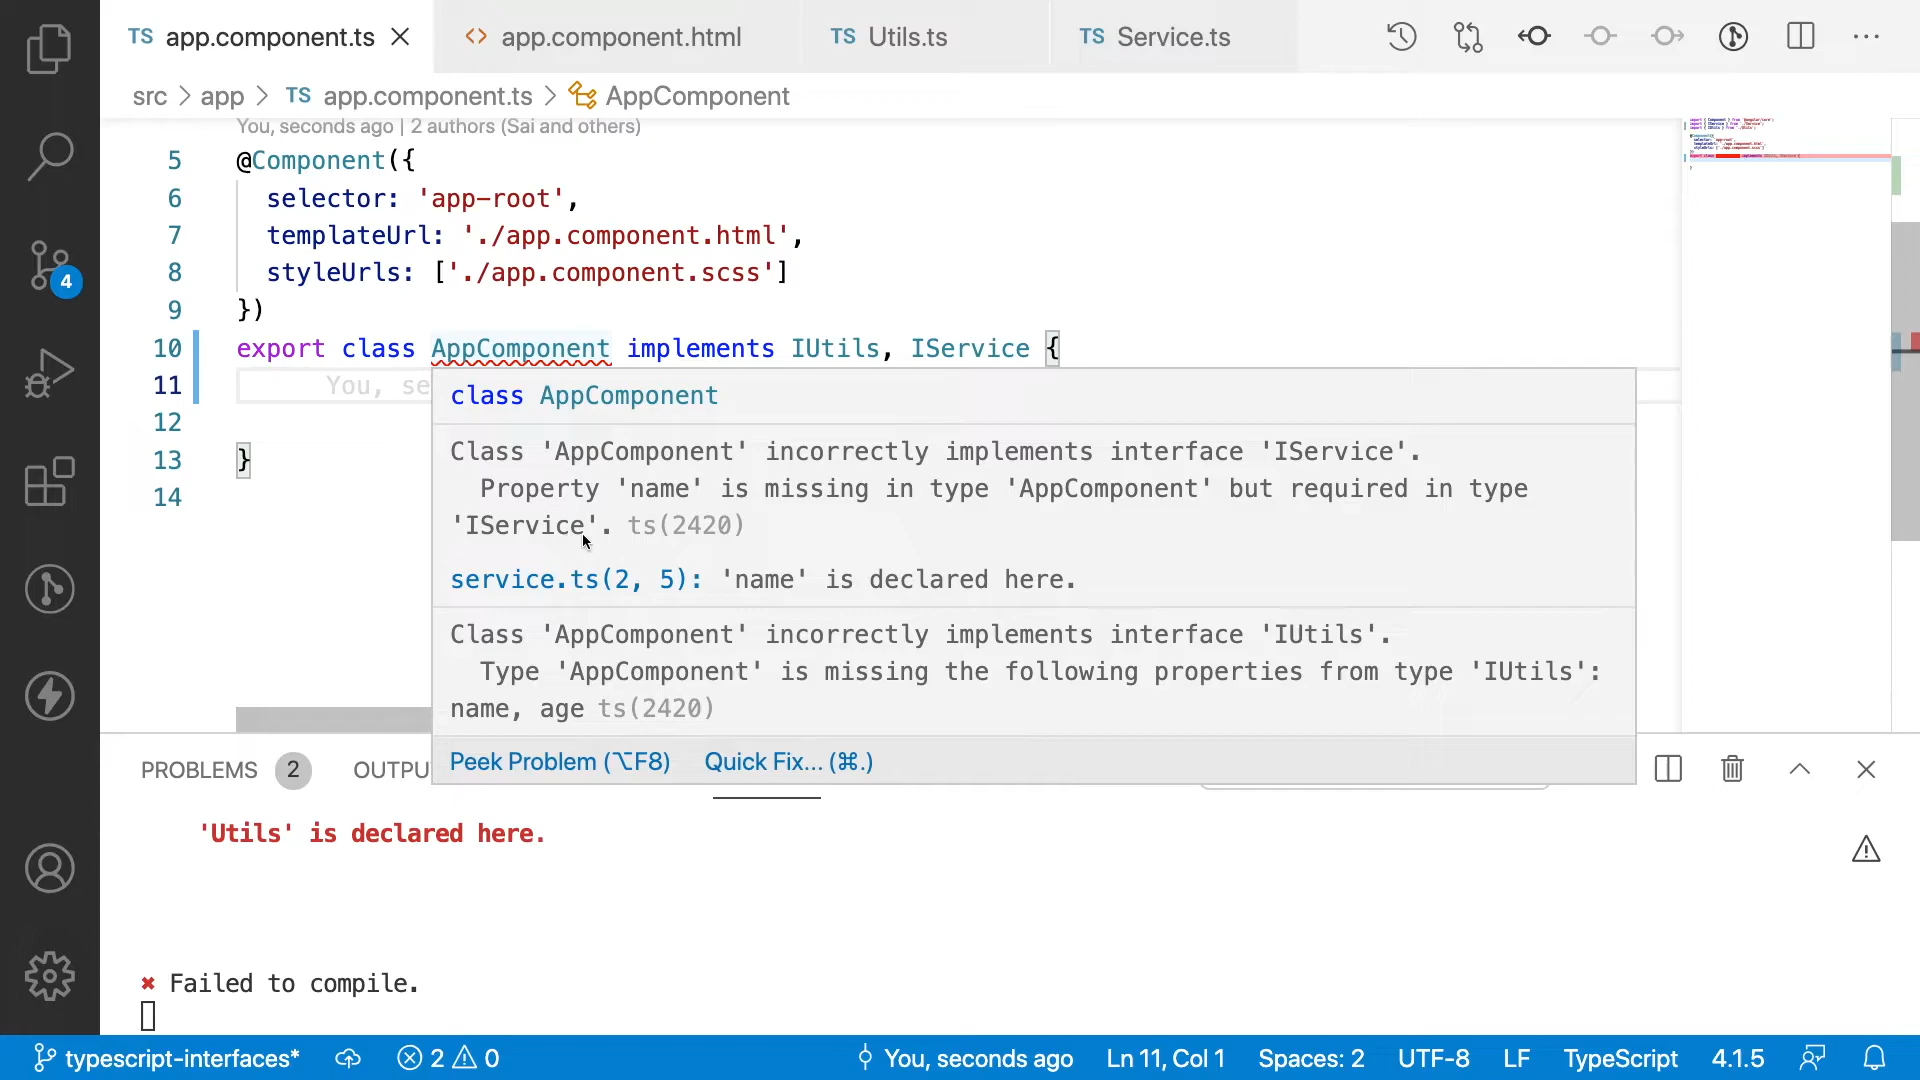 TS app.component.ts
<> app.component.html
TS Utils.ts
TS Service.ts
src > app > TS app.component.ts > AppComponent
You, seconds ago | 2 authors (Sai and others)
5 @Component({
6 selector: 'app-root',
7 templateUrl: './app.component.html',
8 styleUrls: ['./app.component.scss']
9 })
10 export class AppComponent implements IUtils, IService {
11 You, se
12
13 }
14
class AppComponent
Class 'AppComponent' incorrectly implements interface 'IService'.
Property 'name' is missing in type 'AppComponent' but required in type
'IService'. ts(2420)
service.ts(2, 5): 'name' is declared here.
Class 'AppComponent' incorrectly implements interface 'IUtils'.
Type 'AppComponent' is missing the following properties from type 'IUtils':
name, age ts(2420)
Peek Problem (⌥F8) Quick Fix... (⌘.)
4
PROBLEMS 2 OUTPU
'Utils' is declared here.
✖ Failed to compile.
typescript-interfaces* 2 0 You, seconds ago Ln 11, Col 1 Spaces: 2 UTF-8 LF TypeScript 4.1.5